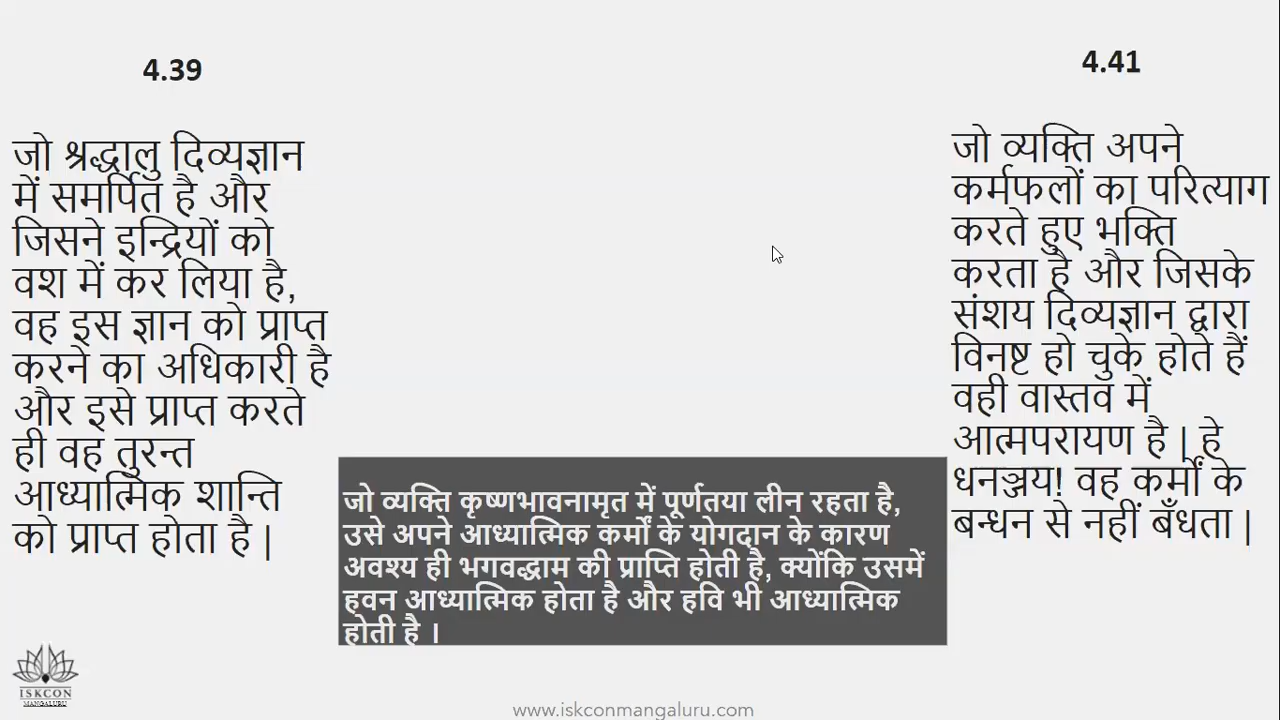 4.39
जो श्रद्धालु दिव्यज्ञान
में समर्पित है और
जिसने इन्द्रियों को
वश में कर लिया है,
वह इस ज्ञान को प्राप्त
करने का अधिकारी है
और इसे प्राप्त करते
ही वह तुरन्त
आध्यात्मिक शान्ति
को प्राप्त होता है |
जो व्यक्ति कृष्णभावनामृत में पूर्णतया लीन रहता है,
उसे अपने आध्यात्मिक कर्मों के योगदान के कारण
अवश्य ही भगवद्धाम की प्राप्ति होती है, क्योंकि उसमें
हवन आध्यात्मिक होता है और हवि भी आध्यात्मिक
होती है ।
4.41
जो व्यक्ति अपने
कर्मफलों का परित्याग
करते हुए भक्ति
करता है और जिसके
संशय दिव्यज्ञान द्वारा
विनष्ट हो चुके होते हैं
वही वास्तव में
आत्मपरायण है | हे
धनञ्जय! वह कर्मों के
बन्धन से नहीं बँधता |
ISKCON
MANGALURU
www.iskconmangaluru.com